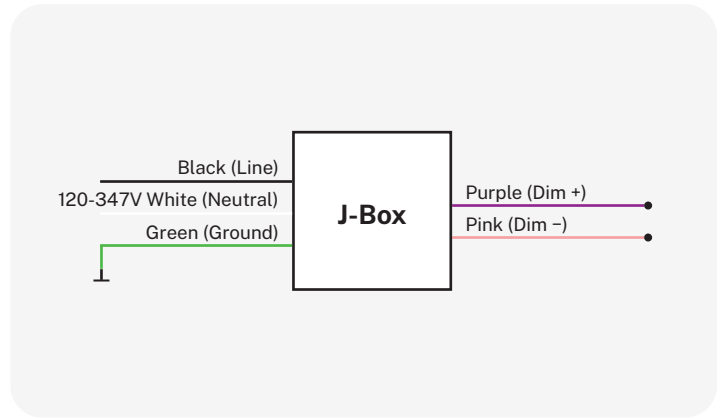 Black (Line)
120-347V White (Neutral)
Green (Ground)
J-Box
Purple (Dim +)
Pink (Dim –)